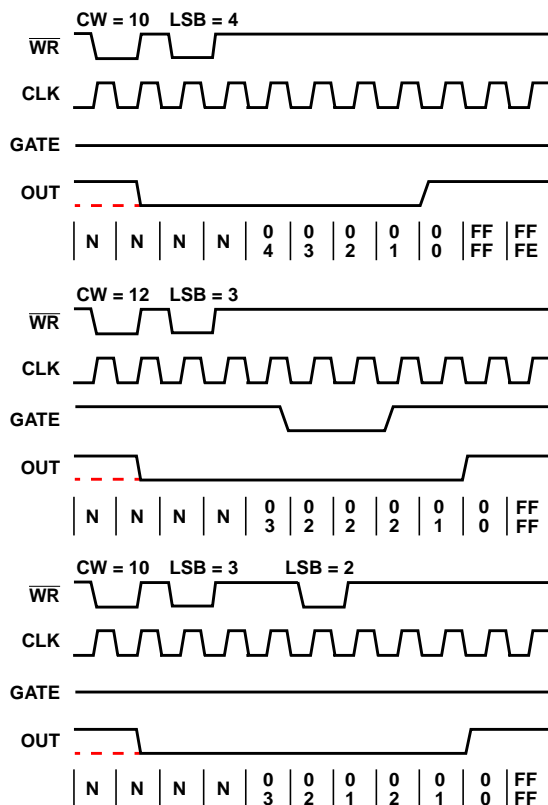 CW = 10 LSB = 4
WR
CLK
GATE
OUT
N N N N 0 0 0 0 0 FF FF
4 3 2 1 0 FF FE
CW = 12 LSB = 3
WR
CLK
GATE
OUT
N N N N 0 0 0 0 0 0 FF
3 2 2 2 1 0 FF
CW = 10 LSB = 3 LSB = 2
WR
CLK
GATE
OUT
N N N N 0 0 0 0 0 0 FF
3 2 1 2 1 0 FF